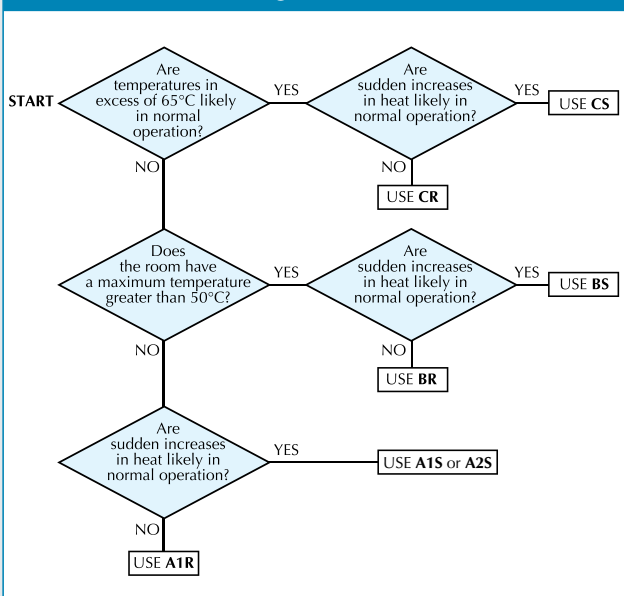 START
Are
temperatures in
excess of 65°C likely
in normal
operation?
YES
Are
sudden increases
in heat likely in
normal operation?
YES
USE CS
NO
NO
USE CR
Does
the room have
a maximum temperature
greater than 50°C?
YES
Are
sudden increases
in heat likely in
normal operation?
YES
USE BS
NO
NO
USE BR
Are
sudden increases
in heat likely in
normal operation?
YES
USE A1S or A2S
NO
USE A1R